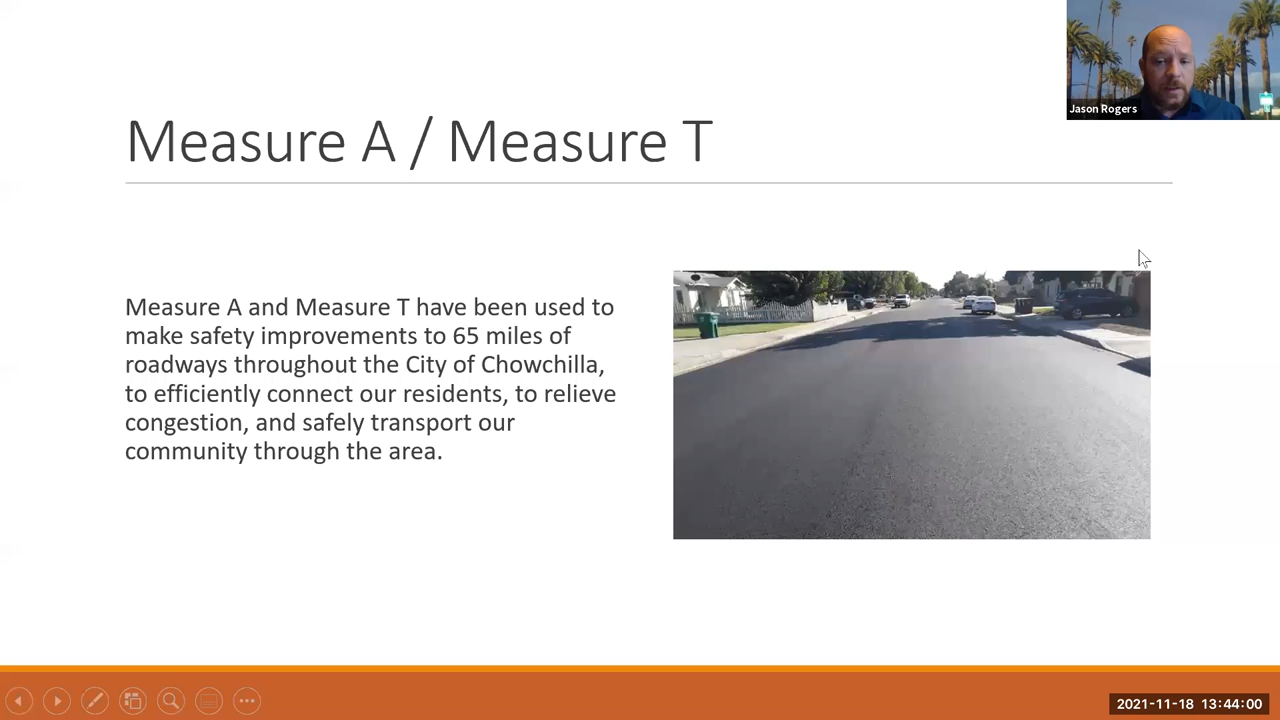 Jason Rogers
Measure A / Measure T
Measure A and Measure T have been used to
make safety improvements to 65 miles of
roadways throughout the City of Chowchilla,
to efficiently connect our residents, to relieve
congestion, and safely transport our
community through the area.
2021-11-18 13:44:00